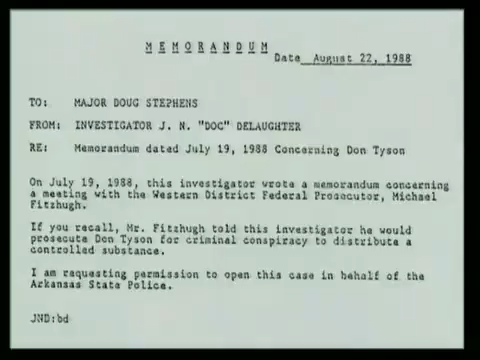 MEMORANDUM
Date August 22, 1988
TO: MAJOR DOUG STEPHENS
FROM: INVESTIGATOR J. N. "DOC" DELAUGHTER
RE: Memorandum dated July 19, 1988 Concerning Don Tyson
On July 19, 1988, this investigator wrote a memorandum concerning
a meeting with the Western District Federal Prosecutor, Michael
Fitzhugh.
If you recall, Mr. Fitzhugh told this investigator he would
prosecute Don Tyson for criminal conspiracy to distribute a
controlled substance.
I am requesting permission to open this case in behalf of the
Arkansas State Police.
JND:bd